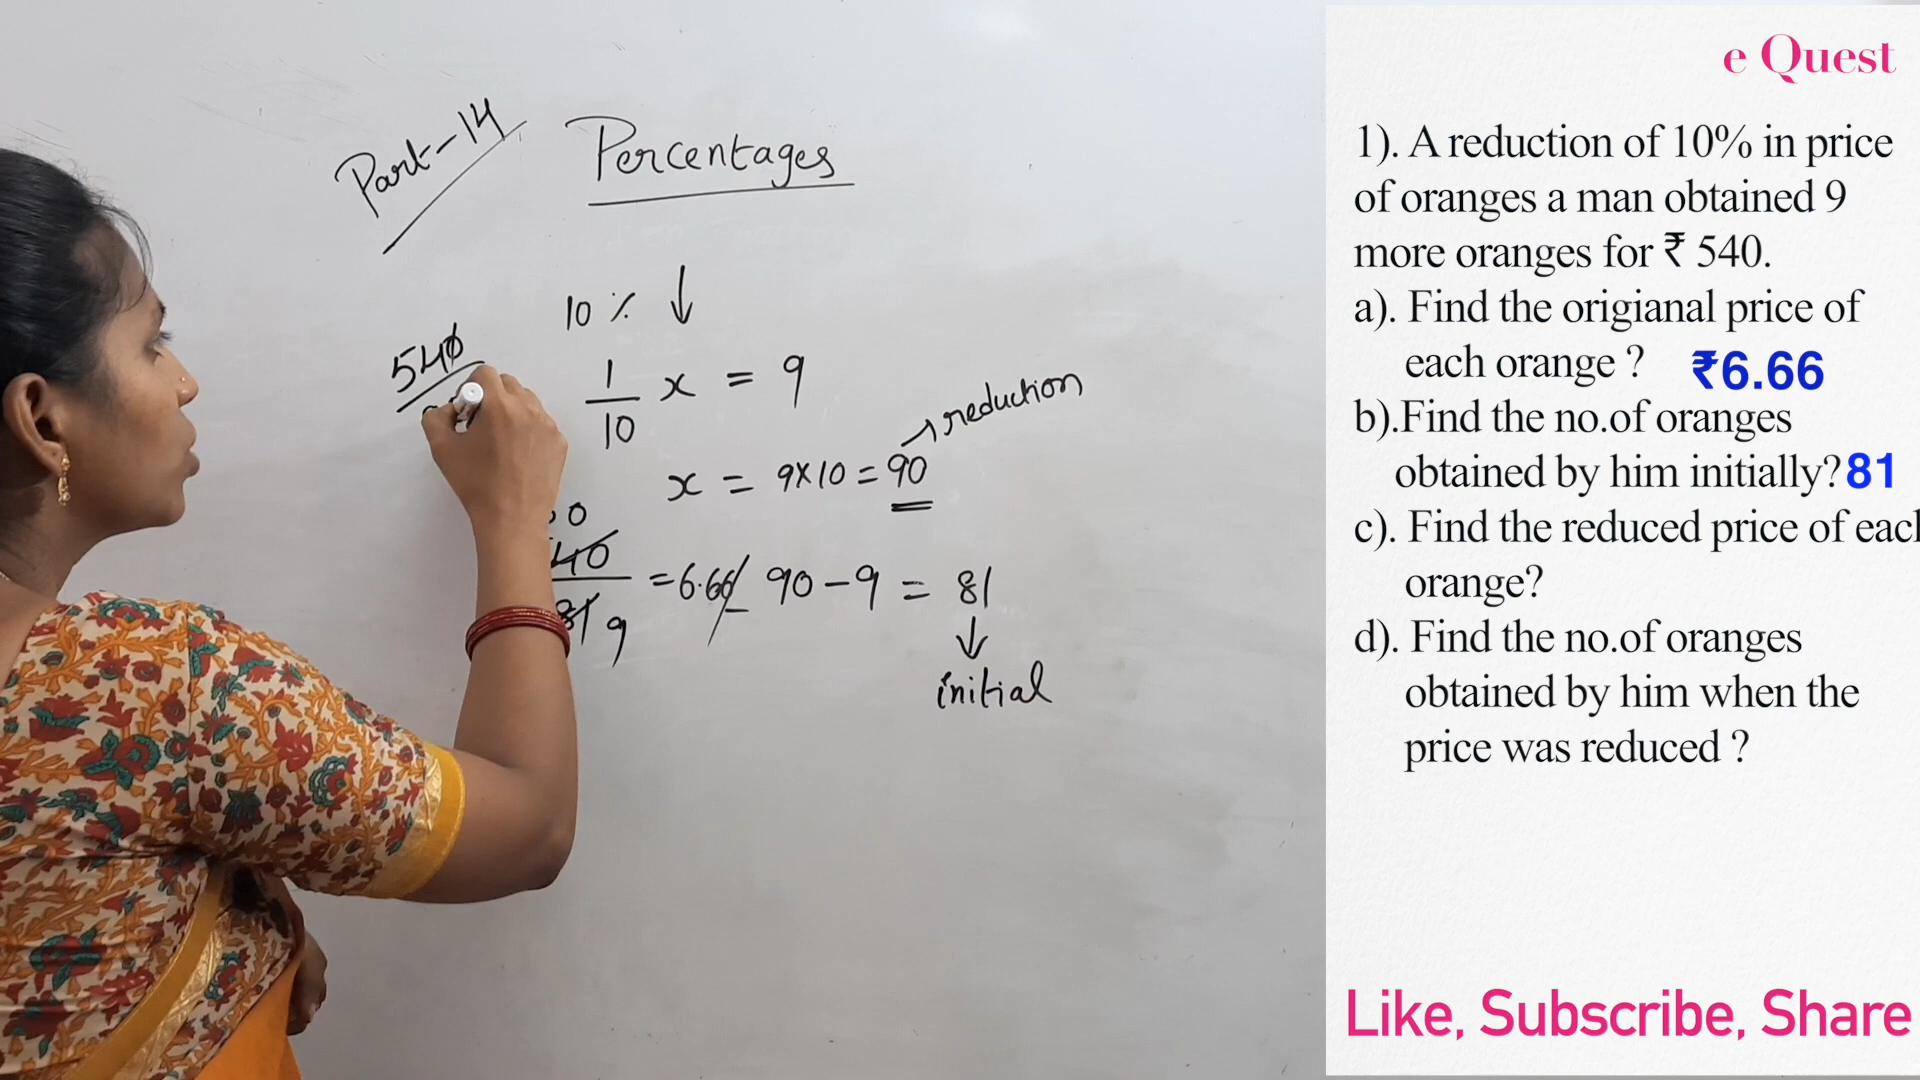 Part-14
Percentages
10 % ↓
540
1/10 x = 9
reduction
x = 9×10 = 90
0
40/81 9 = 6.66 90 - 9 = 81
↓
initial
e Quest
1). A reduction of 10% in price
of oranges a man obtained 9
more oranges for ₹ 540.
a). Find the origianal price of
each orange ? ₹6.66
b).Find the no.of oranges
obtained by him initially?81
c). Find the reduced price of each
orange?
d). Find the no.of oranges
obtained by him when the
price was reduced ?
Like, Subscribe, Share